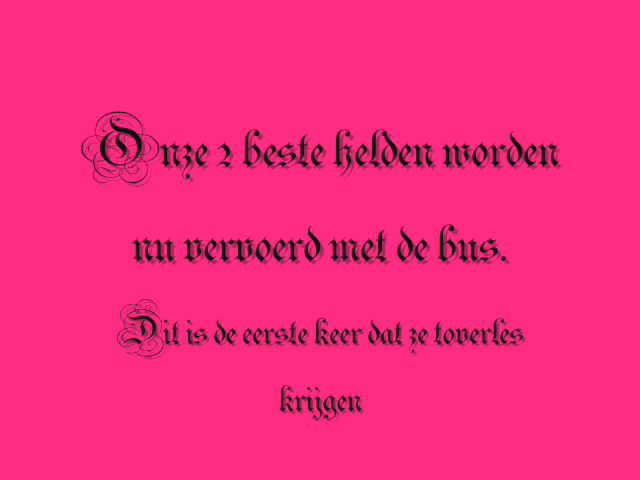 Onze 2 beste helden worden
nu vervoerd met de bus.
Dit is de eerste keer dat ze toverles
krijgen